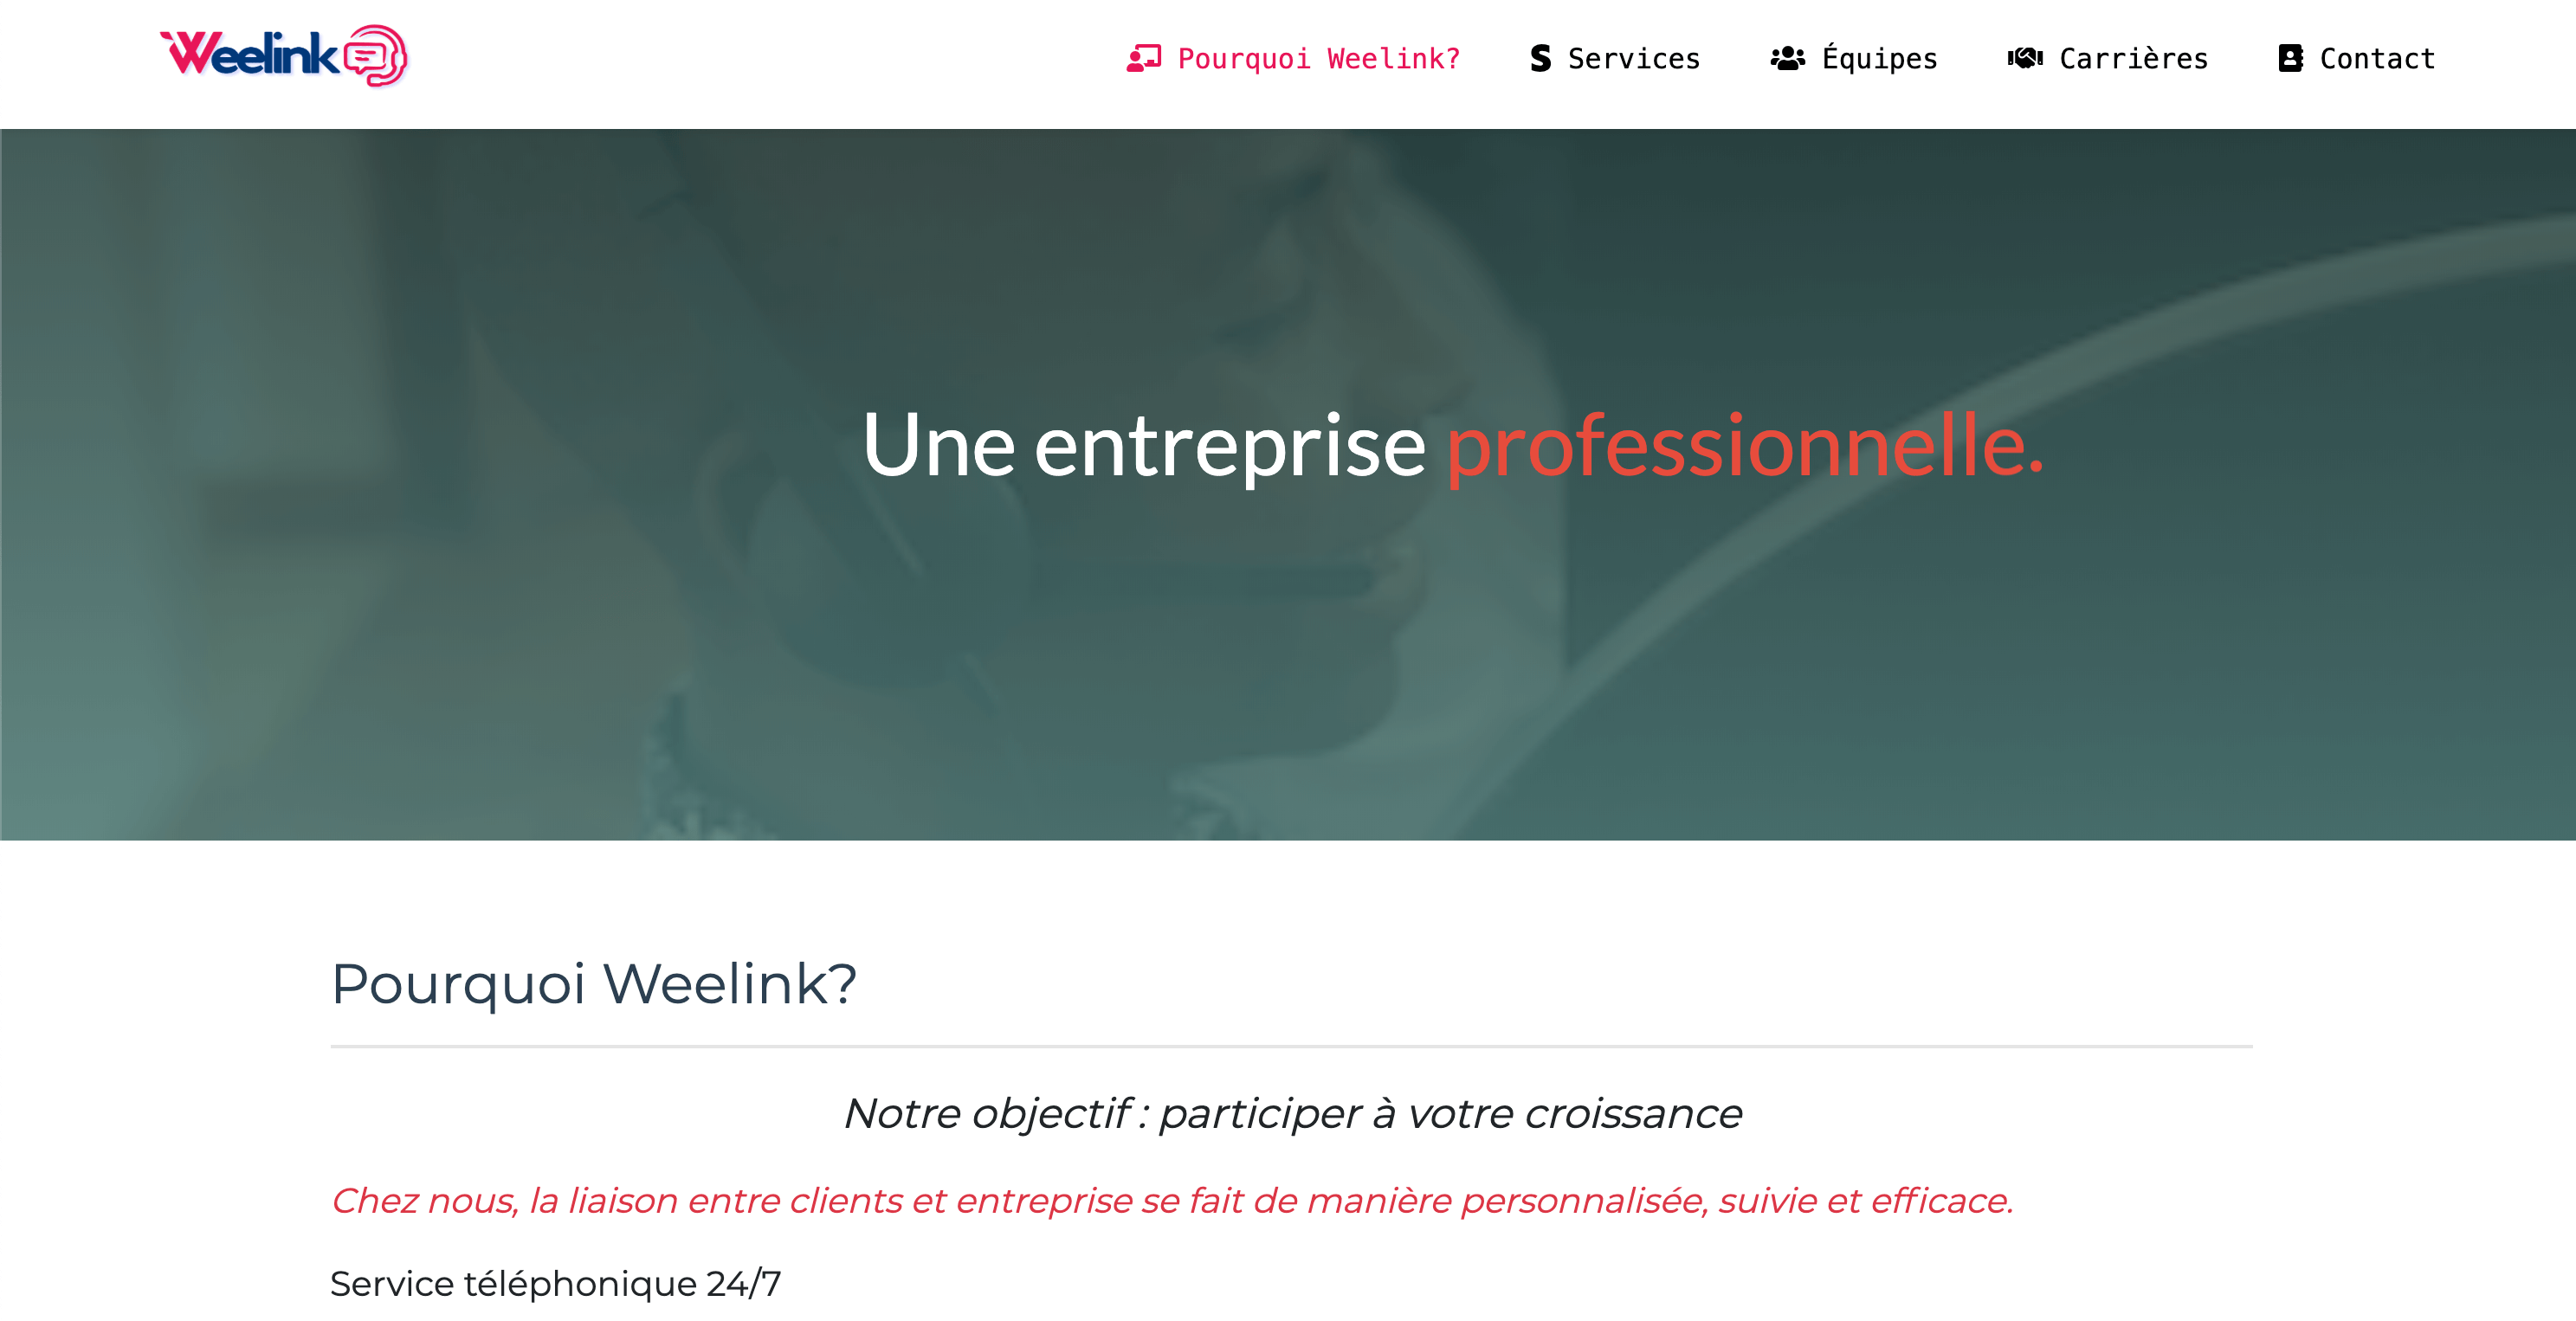 Weelink
Pourquoi Weelink?
Services
Équipes
Carrières
Contact
Une entreprise professionnelle.
Pourquoi Weelink?
Notre objectif : participer à votre croissance
Chez nous, la liaison entre clients et entreprise se fait de manière personnalisée, suivie et efficace.
Service téléphonique 24/7